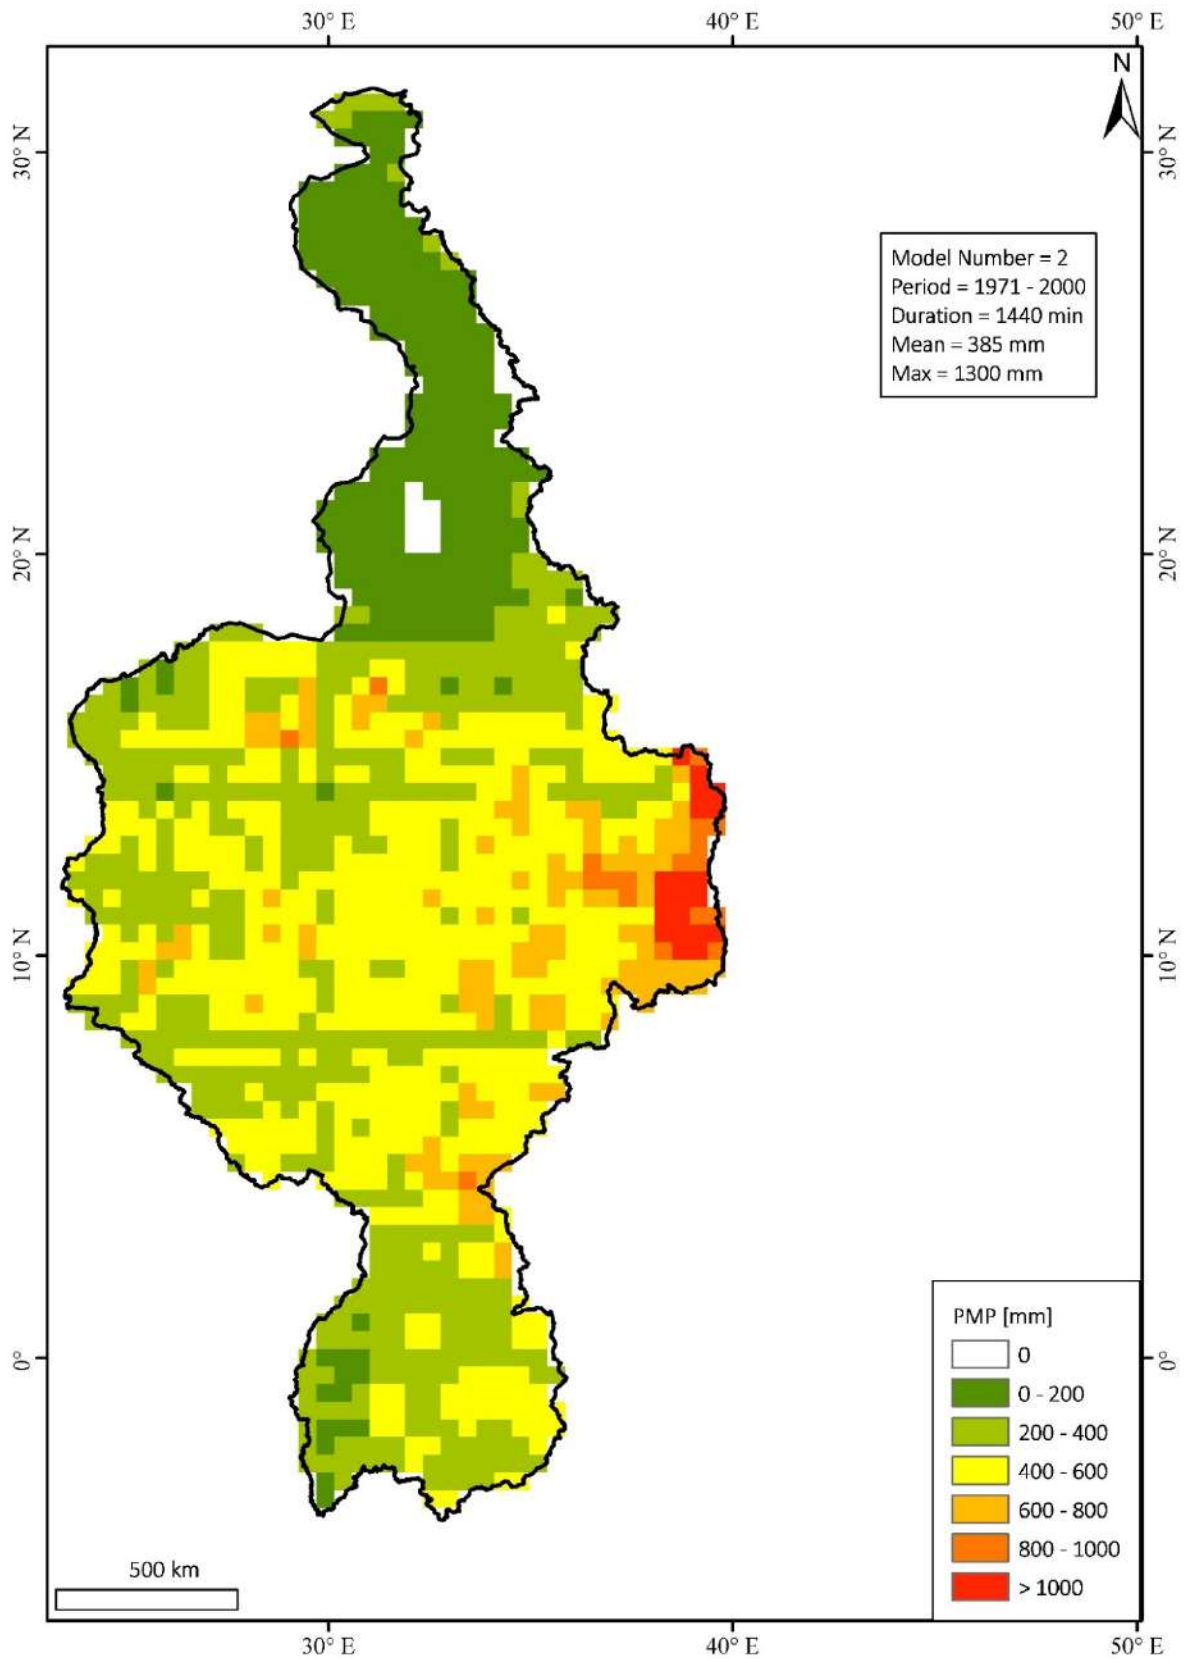 30° E
40° E
50° E
N
30° N
30° N
Model Number = 2
Period = 1971 - 2000
Duration = 1440 min
Mean = 385 mm
Max = 1300 mm
20° N
20° N
10° N
10° N
PMP [mm]
0
0 - 200
200 - 400
400 - 600
600 - 800
800 - 1000
> 1000
0°
0°
500 km
30° E
40° E
50° E